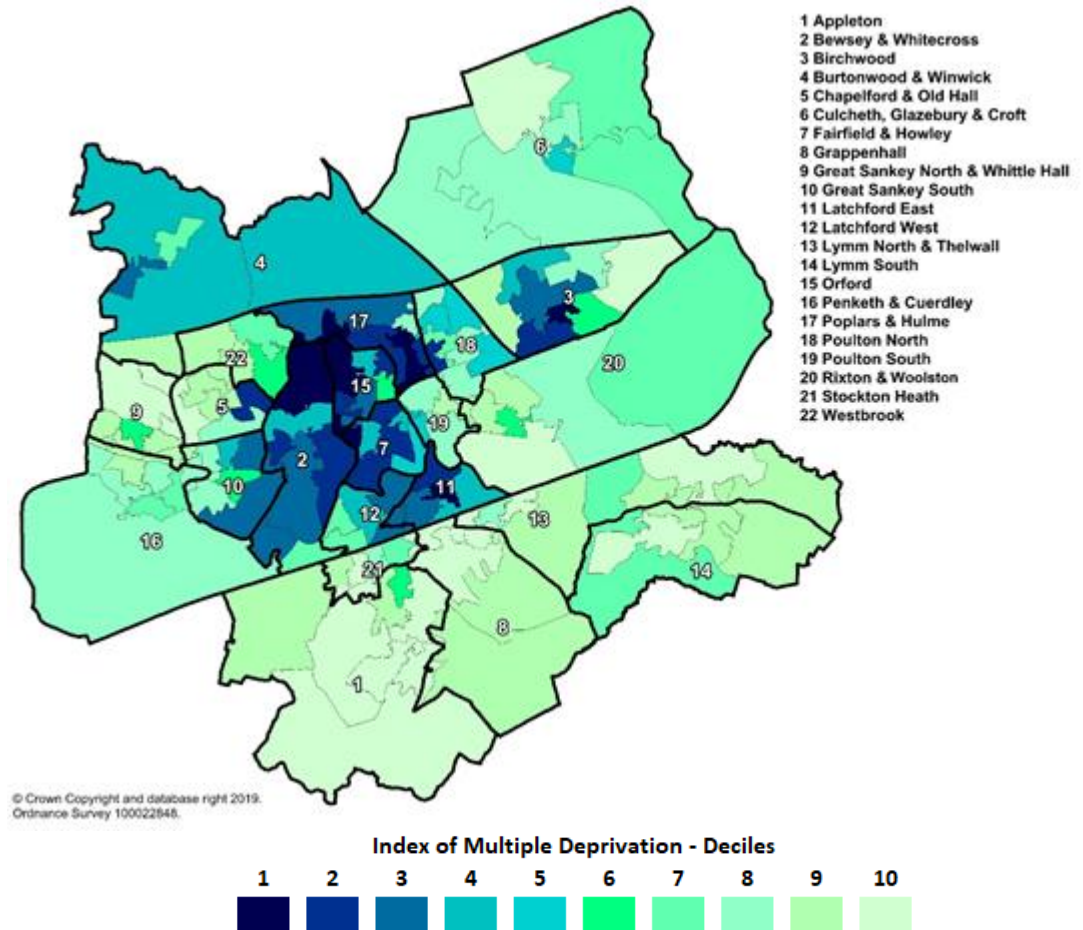 1 Appleton
2 Bewsey & Whitecross
3 Birchwood
4 Burtonwood & Winwick
5 Chapelford & Old Hall
6 Culcheth, Glazebury & Croft
7 Fairfield & Howley
8 Grappenhall
9 Great Sankey North & Whittle Hall
10 Great Sankey South
11 Latchford East
12 Latchford West
13 Lymm North & Thelwall
14 Lymm South
15 Orford
16 Penketh & Cuerdley
17 Poplars & Hulme
18 Poulton North
19 Poulton South
20 Rixton & Woolston
21 Stockton Heath
22 Westbrook
6
4
3
17
18
22
20
15
5
9
19
7
2
10
11
12
13
16
21
14
8
1
© Crown Copyright and database right 2019.
Ordnance Survey 100022848.
Index of Multiple Deprivation - Deciles
1 2 3 4 5 6 7 8 9 10